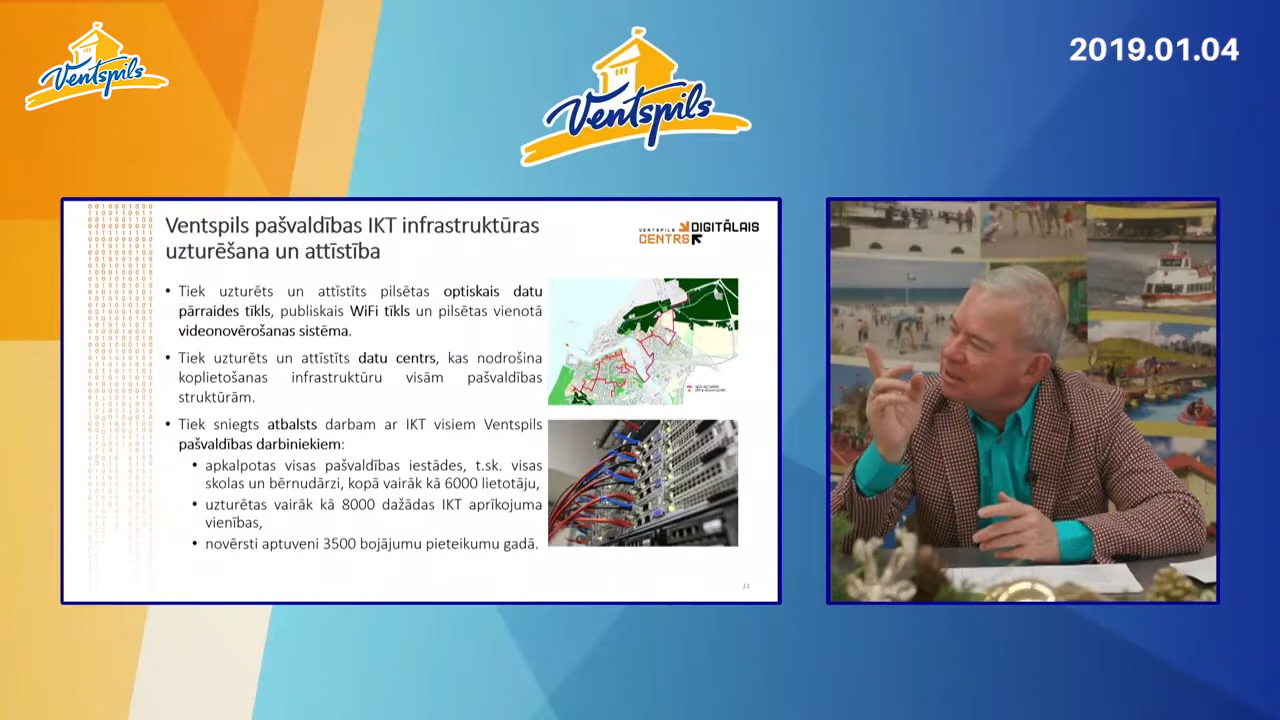 Ventspils
Ventspils
2019.01.04
Ventspils pašvaldības IKT infrastruktūras
uzturēšana un attīstība
VENTSPILS DIGITĀLAIS
CENTRS
• Tiek uzturēts un attīstīts pilsētas optiskais datu
pārraides tīkls, publiskais WiFi tīkls un pilsētas vienotā
videonovērošanas sistēma.
• Tiek uzturēts un attīstīts datu centrs, kas nodrošina
koplietošanas infrastruktūru visām pašvaldības
struktūrām.
• Tiek sniegts atbalsts darbam ar IKT visiem Ventspils
pašvaldības darbiniekiem:
• apkalpotas visas pašvaldības iestādes, t.sk. visas
skolas un bērnudārzi, kopā vairāk kā 6000 lietotāju,
• uzturētas vairāk kā 8000 dažādas IKT aprīkojuma
vienības,
• novērsti aptuveni 3500 bojājumu pieteikumu gadā.
11